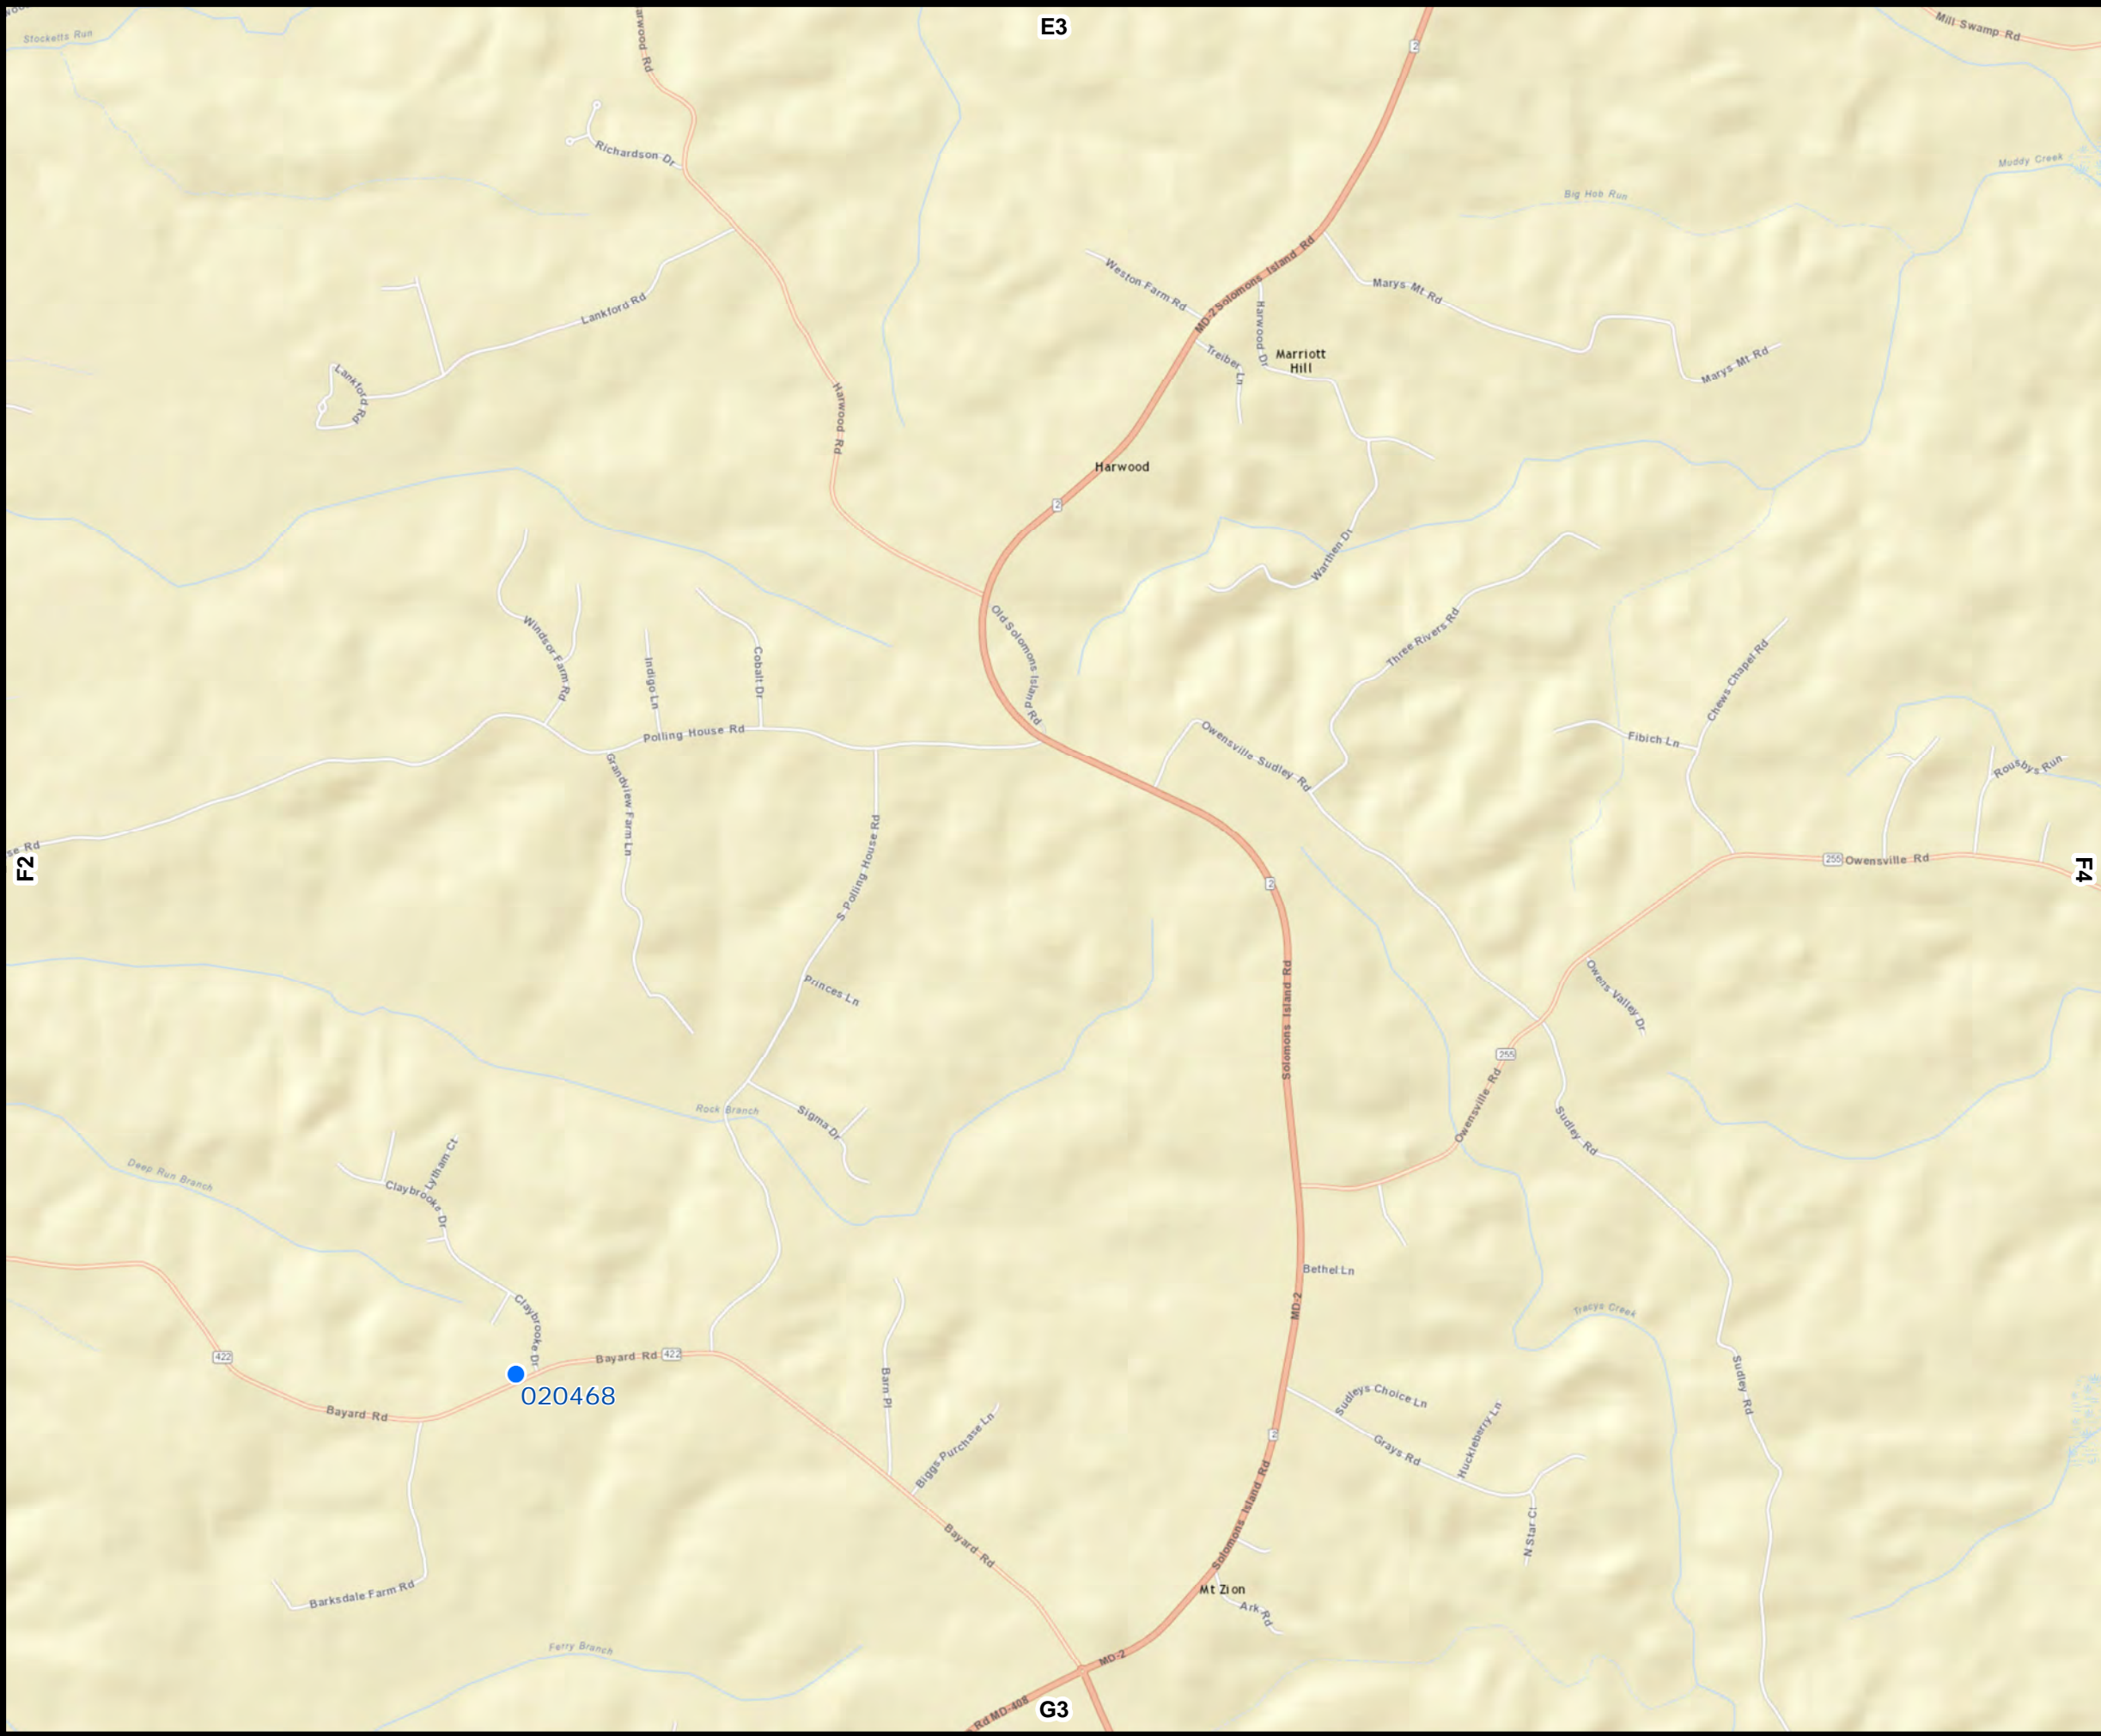 E3
Stocketts Run
Mill Swamp Rd
2
Richardson Dr
Muddy Creek
Big Hob Run
Weston Farm Rd
MD-2 Solomons Island Rd
Marys Mt Rd
Lankford Rd
Harwood Dr
Treiber Ln
Marriott
Hill
Marys Mt Rd
Lankford Rd
Harwood Rd
Harwood
2
Warthen Dr
Windsor Farm Rd
Old Solomons Island Rd
Three Rivers Rd
Indigo Ln
Cobalt Dr
Chews Chapel Rd
Polling House Rd
Owensville Sudley Rd
Fibich Ln
Rousbys Run
Grandview Farm Ln
S Polling House Rd
se Rd
F2
255
Owensville Rd
F4
2
Princes Ln
Solomons Island Rd
Owens Valley Dr
255
Owensville Rd
Rock Branch
Sigma Dr
Sudley Rd
Deep Run Branch
Lytham Ct
Claybrooke Dr
Bethel Ln
MD-2
Tracys Creek
Claybrooke Dr
422
Bayard Rd
422
020468
Bayard Rd
Barn Pl
Biggs Purchase Ln
Sudleys Choice Ln
Huckleberry Ln
Grays Rd
Sudley Rd
2
Solomons Island Rd
N Star Ct
Bayard Rd
Barksdale Farm Rd
Mt Zion
Ark Rd
Ferry Branch
MD-2
Rd MD-408
G3